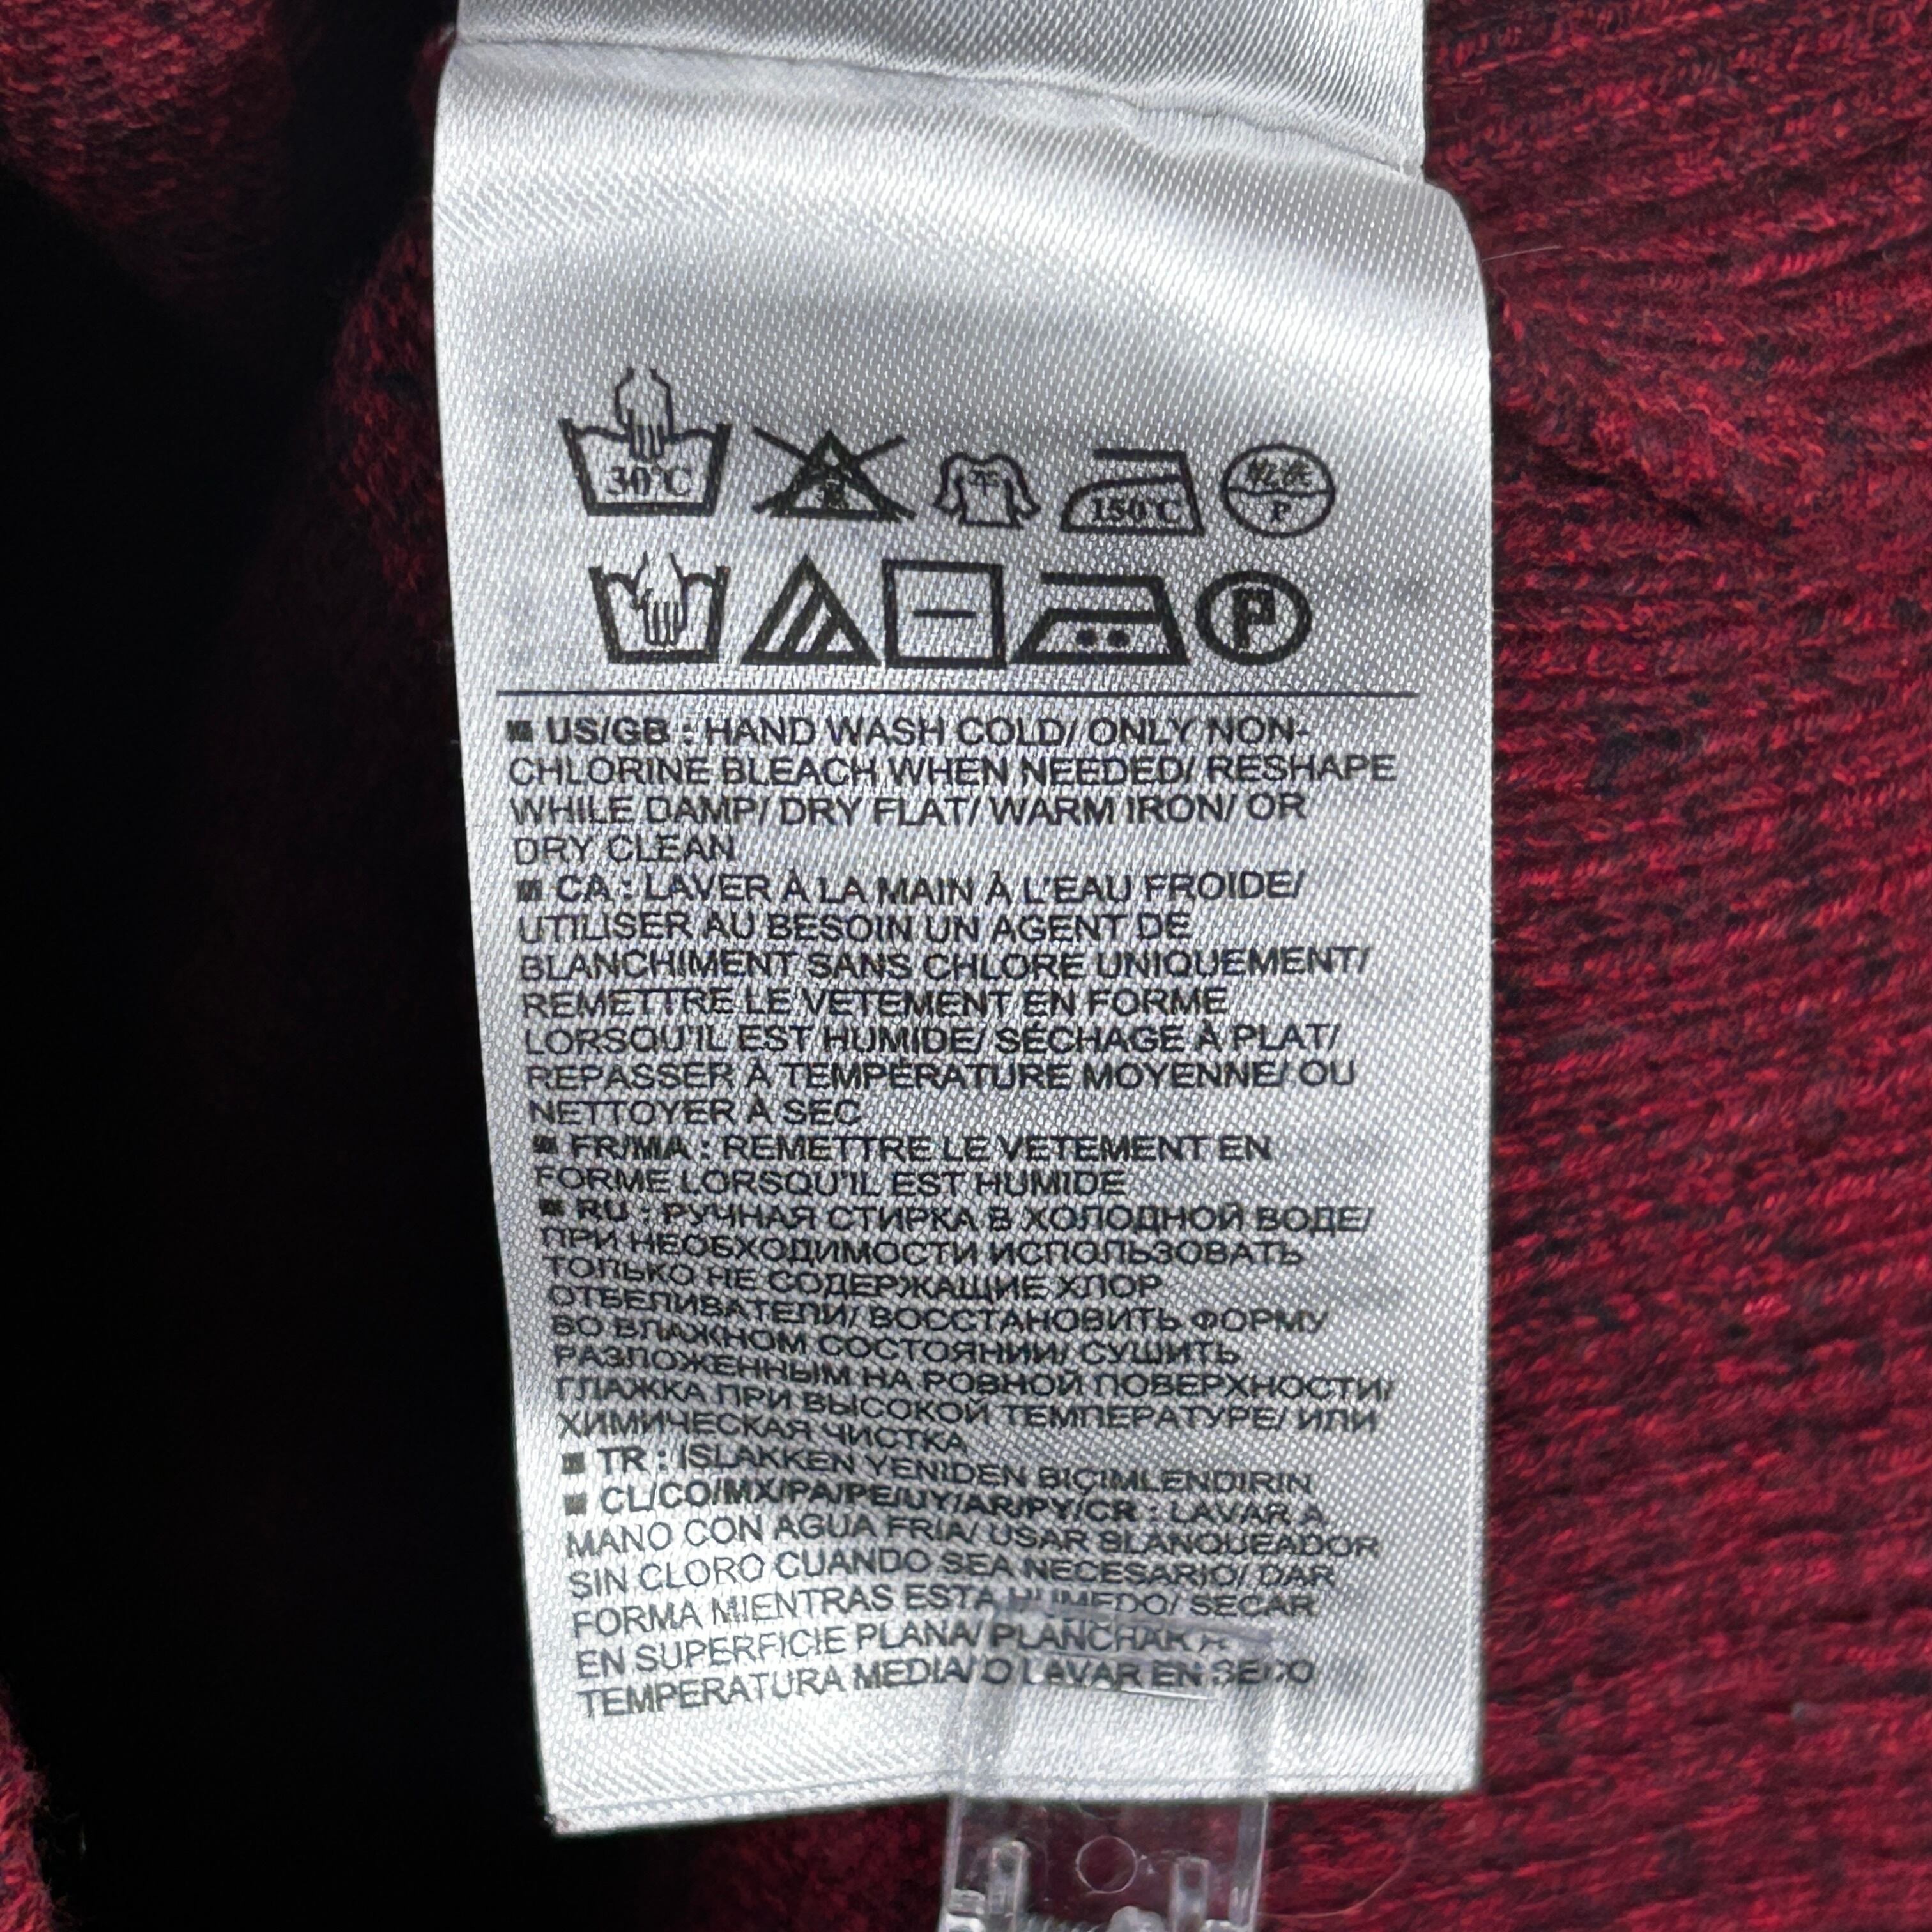 30°C 150°C P
P
US/GB : HAND WASH COLD/ ONLY NON-
CHLORINE BLEACH WHEN NEEDED/ RESHAPE
WHILE DAMP/ DRY FLAT/ WARM IRON/ OR
DRY CLEAN
CA : LAVER À LA MAIN À L'EAU FROIDE/
UTILISER AU BESOIN UN AGENT DE
BLANCHIMENT SANS CHLORE UNIQUEMENT/
REMETTRE LE VETEMENT EN FORME
LORSQU'IL EST HUMIDE/ SÉCHAGE À PLAT/
REPASSER À TEMPÉRATURE MOYENNE/ OU
NETTOYER À SEC
FR/MA : REMETTRE LE VETEMENT EN
FORME LORSQU'IL EST HUMIDE
RU : РУЧНАЯ СТИРКА В ХОЛОДНОЙ ВОДЕ/
ПРИ НЕОБХОДИМОСТИ ИСПОЛЬЗОВАТЬ
ТОЛЬКО НЕ СОДЕРЖАЩИЕ ХЛОР
ОТБЕЛИВАТЕЛИ/ ВОССТАНОВИТЬ ФОРМУ
ВО ВЛАЖНОМ СОСТОЯНИИ/ СУШИТЬ
РАЗЛОЖЕННЫМ НА РОВНОЙ ПОВЕРХНОСТИ/
ГЛАЖКА ПРИ ВЫСОКОЙ ТЕМПЕРАТУРЕ/ ИЛИ
ХИМИЧЕСКАЯ ЧИСТКА
TR : ISLAKKEN YENIDEN BIÇIMLENDIRIN
CL/CO/MX/PA/PE/UY/AR/PY/CR : LAVAR A
MANO CON AGUA FRIA/ USAR BLANQUEADOR
SIN CLORO CUANDO SEA NECESARIO/ DAR
FORMA MIENTRAS ESTA HUMEDO/ SECAR
EN SUPERFICIE PLANA/ PLANCHAR A
TEMPERATURA MEDIA/ O LAVAR EN SECO